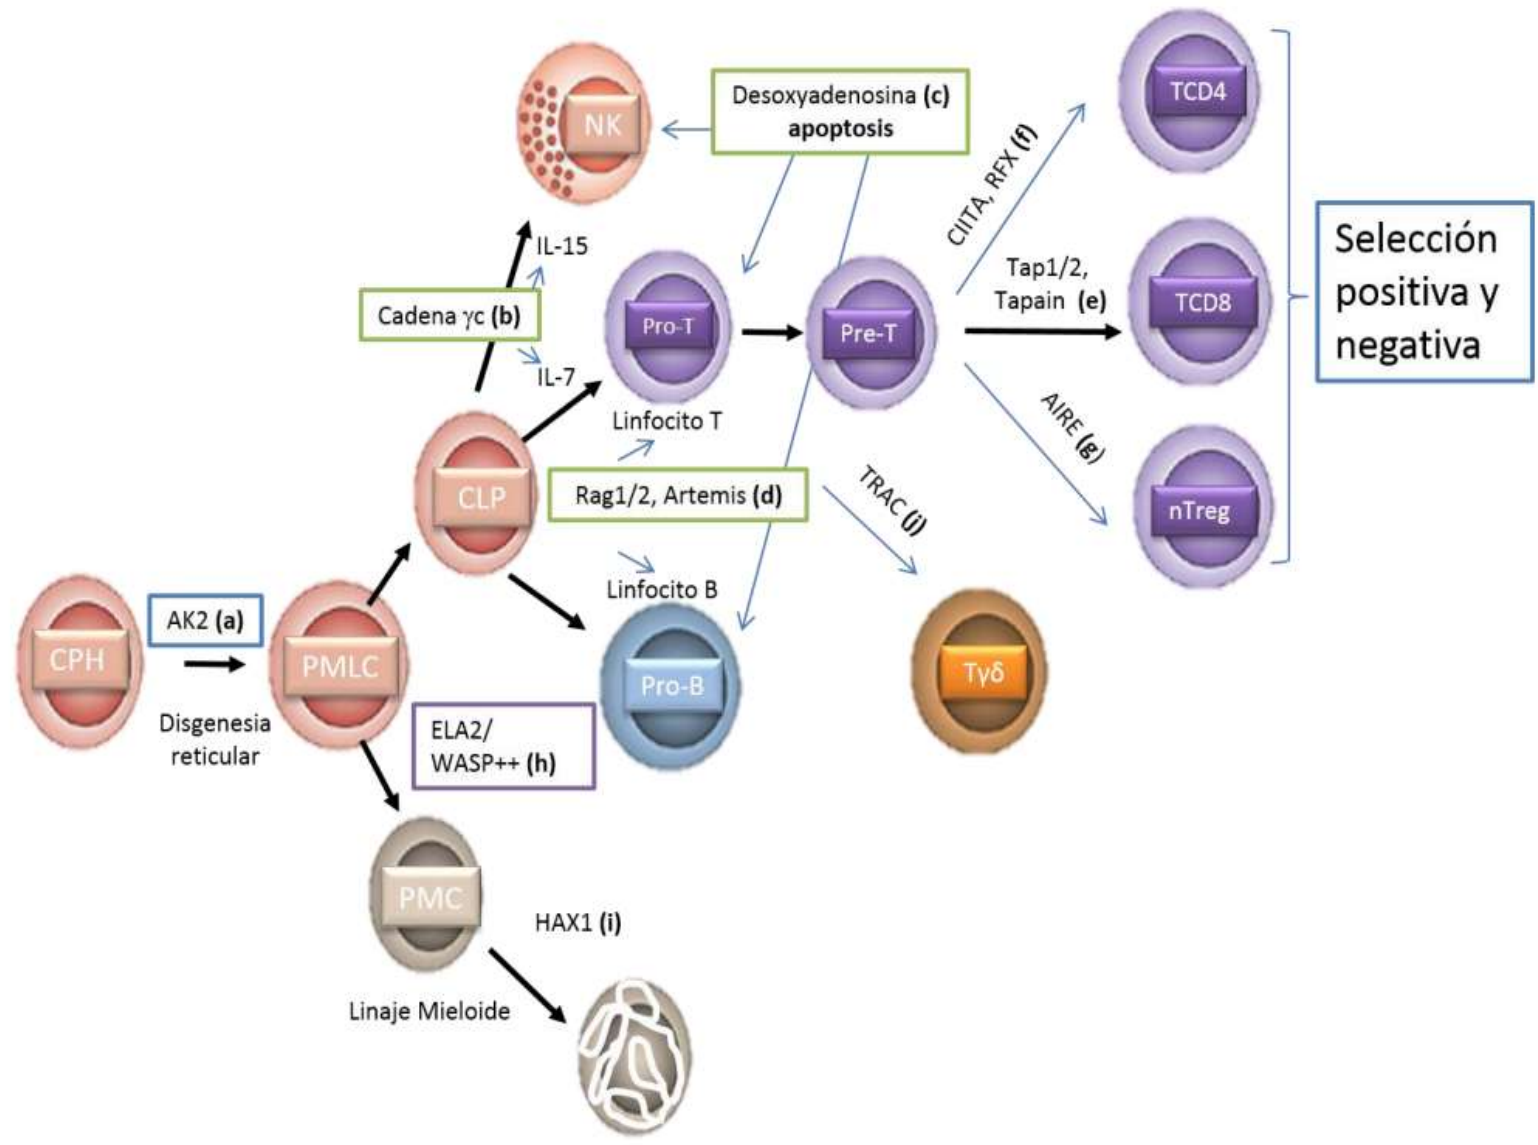 NK
Desoxyadenosina (c)
apoptosis
TCD4
CIITA, RFX (f)
IL-15
Cadena γc (b)
IL-7
Pro-T
Linfocito T
Pre-T
Tap1/2,
Tapain (e)
TCD8
Selección
positiva y
negativa
AIRE (g)
nTreg
CLP
Rag1/2, Artemis (d)
TRAC (j)
Linfocito B
Pro-B
Tγδ
CPH
AK2 (a)
Disgenesia
reticular
PMLC
ELA2/
WASP++ (h)
PMC
HAX1 (i)
Linaje Mieloide